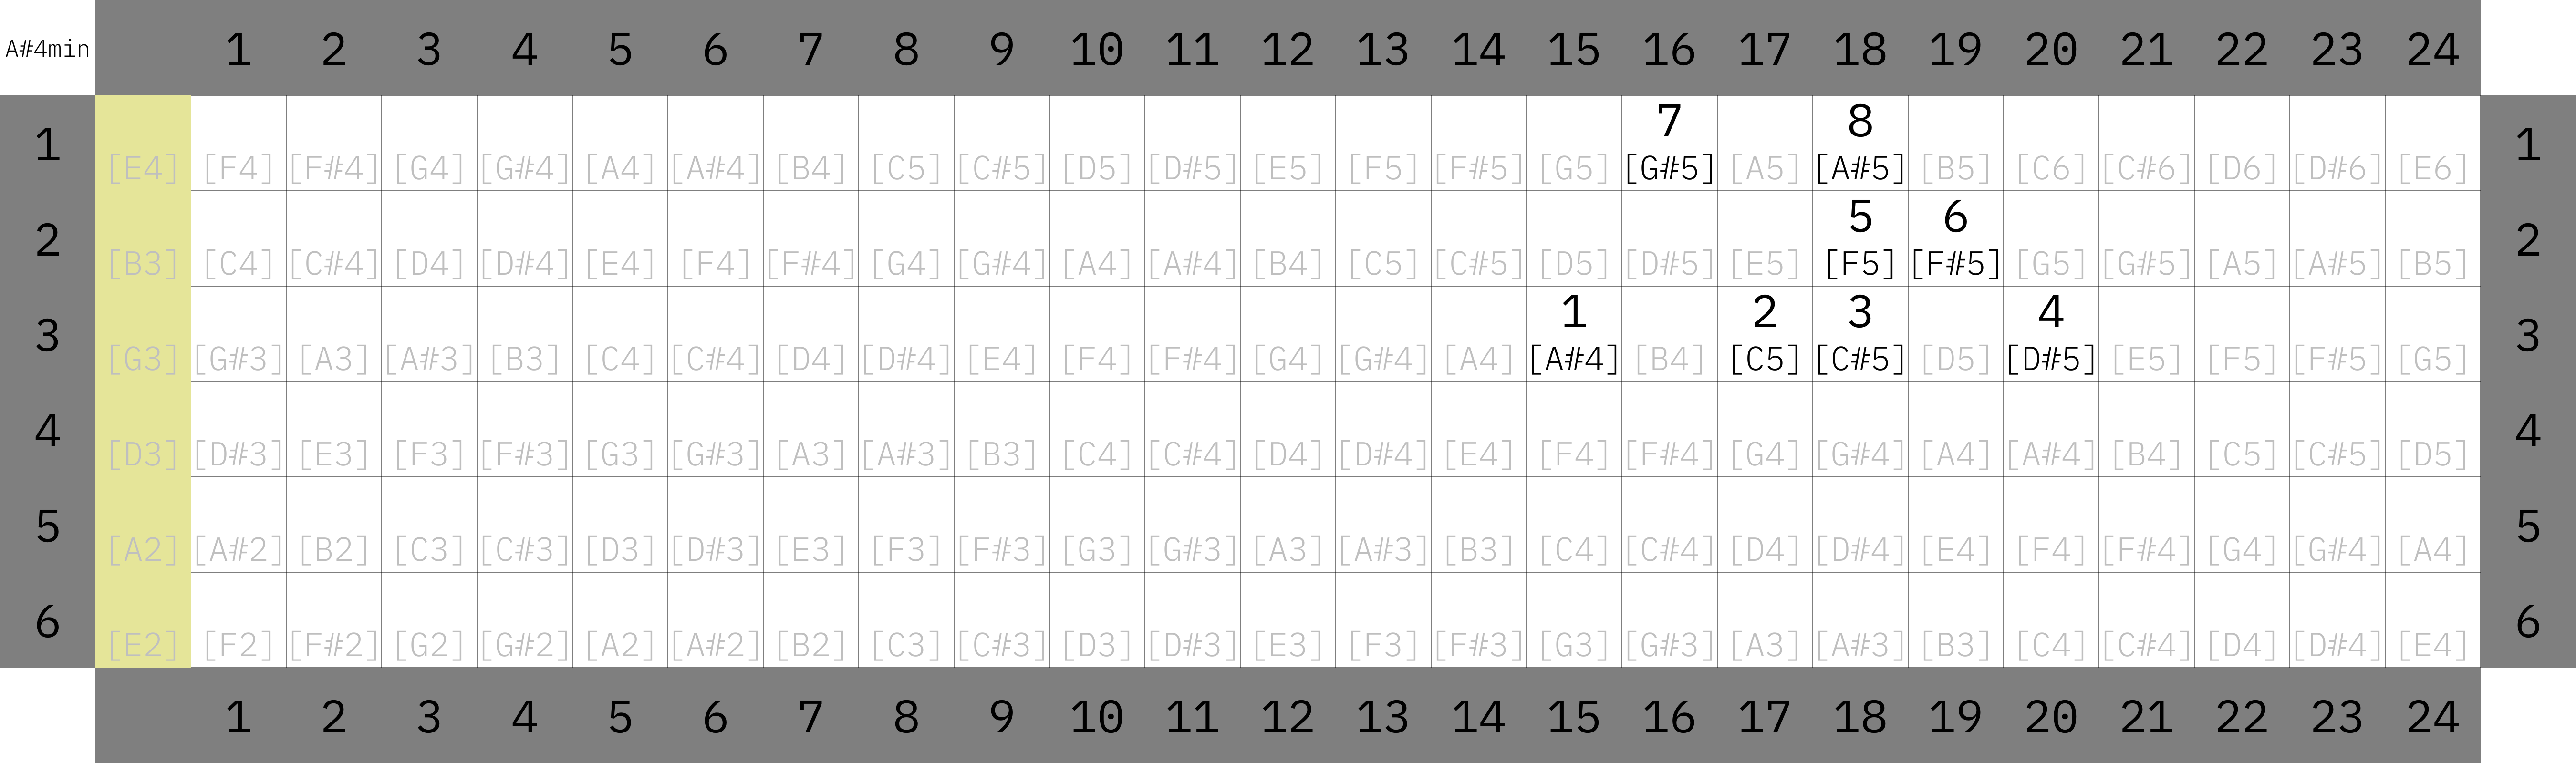 A#4min 1 2 3 4 5 6 7 8 9 10 11 12 13 14 15 16 17 18 19 20 21 22 23 24
7 8
1 [E4] [F4] [F#4] [G4] [G#4] [A4] [A#4] [B4] [C5] [C#5] [D5] [D#5] [E5] [F5] [F#5] [G5] [G#5] [A5] [A#5] [B5] [C6] [C#6] [D6] [D#6] [E6] 1
5 6
2 [B3] [C4] [C#4] [D4] [D#4] [E4] [F4] [F#4] [G4] [G#4] [A4] [A#4] [B4] [C5] [C#5] [D5] [D#5] [E5] [F5] [F#5] [G5] [G#5] [A5] [A#5] [B5] 2
1 2 3 4
3 [G3] [G#3] [A3] [A#3] [B3] [C4] [C#4] [D4] [D#4] [E4] [F4] [F#4] [G4] [G#4] [A4] [A#4] [B4] [C5] [C#5] [D5] [D#5] [E5] [F5] [F#5] [G5] 3
4 [D3] [D#3] [E3] [F3] [F#3] [G3] [G#3] [A3] [A#3] [B3] [C4] [C#4] [D4] [D#4] [E4] [F4] [F#4] [G4] [G#4] [A4] [A#4] [B4] [C5] [C#5] [D5] 4
5 [A2] [A#2] [B2] [C3] [C#3] [D3] [D#3] [E3] [F3] [F#3] [G3] [G#3] [A3] [A#3] [B3] [C4] [C#4] [D4] [D#4] [E4] [F4] [F#4] [G4] [G#4] [A4] 5
6 [E2] [F2] [F#2] [G2] [G#2] [A2] [A#2] [B2] [C3] [C#3] [D3] [D#3] [E3] [F3] [F#3] [G3] [G#3] [A3] [A#3] [B3] [C4] [C#4] [D4] [D#4] [E4] 6
1 2 3 4 5 6 7 8 9 10 11 12 13 14 15 16 17 18 19 20 21 22 23 24